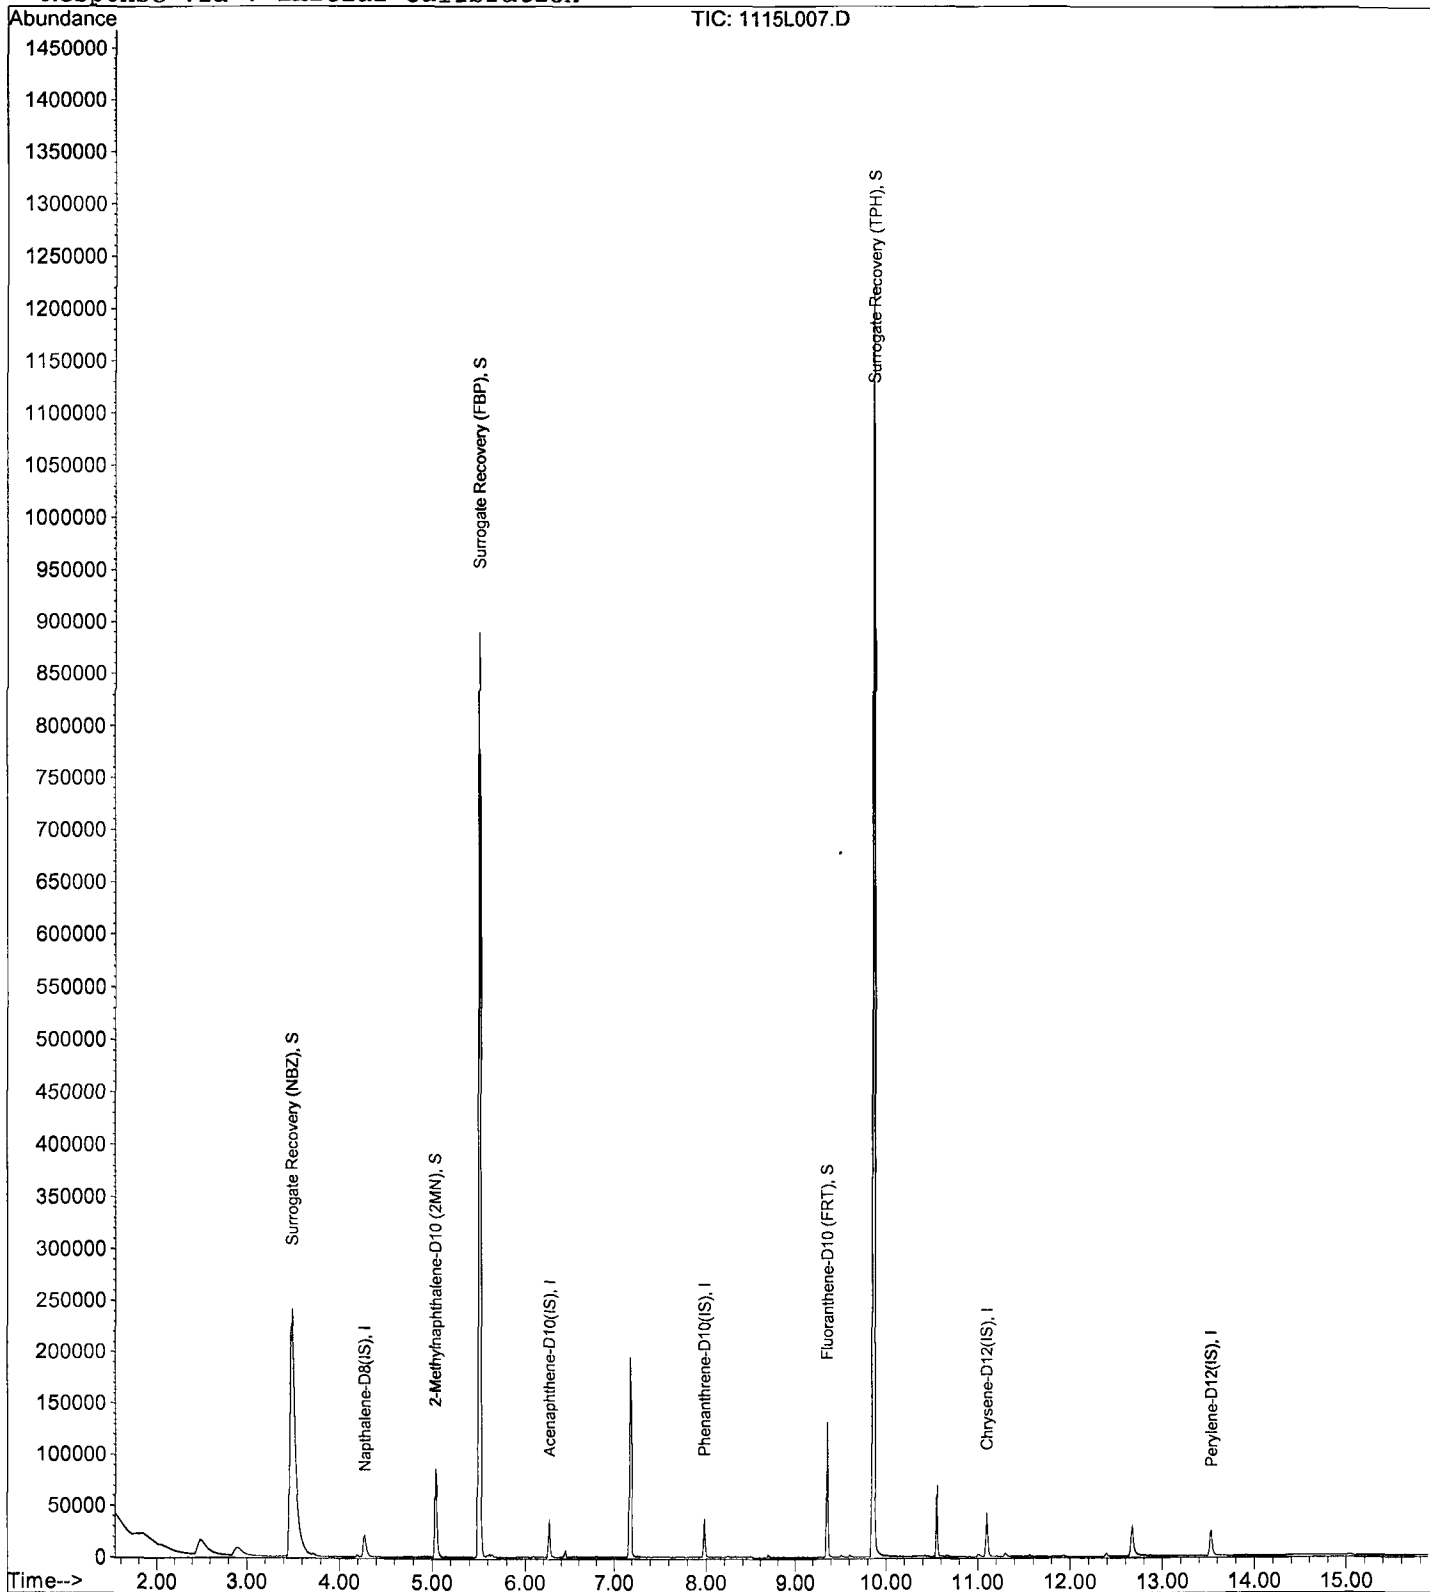 Response via : Initial Calibration
Abundance
TIC: 1115L007.D
1450000
1400000
1350000
1300000
1250000
1200000
1150000
1100000
1050000
1000000
950000
900000
850000
800000
750000
700000
650000
600000
550000
500000
450000
400000
350000
300000
250000
200000
150000
100000
50000
0
Surrogate Recovery (NBZ), S
Napthalene-D8(IS), I
2-Methylnaphthalene-D10 (2MN), S
Surrogate Recovery (FBP), S
Acenaphthene-D10(IS), I
Phenanthrene-D10(IS), I
Fluoranthene-D10 (FRT), S
Surrogate Recovery (TPH), S
Chrysene-D12(IS), I
Perylene-D12(IS), I
Time--> 2.00 3.00 4.00 5.00 6.00 7.00 8.00 9.00 10.00 11.00 12.00 13.00 14.00 15.00